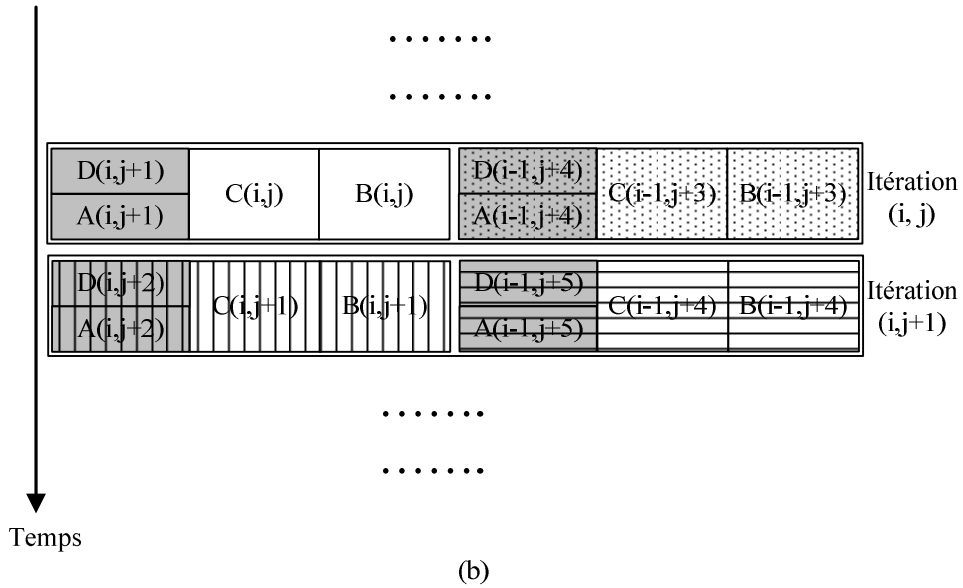 .......
.......
D(i,j+1) C(i,j) B(i,j) D(i-1,j+4) C(i-1,j+3) B(i-1,j+3) Itération
A(i,j+1) A(i-1,j+4) (i, j)
D(i,j+2) C(i,j+1) B(i,j+1) D(i-1,j+5) C(i-1,j+4) B(i-1,j+4) Itération
A(i,j+2) A(i-1,j+5) (i,j+1)
.......
.......
Temps
(b)